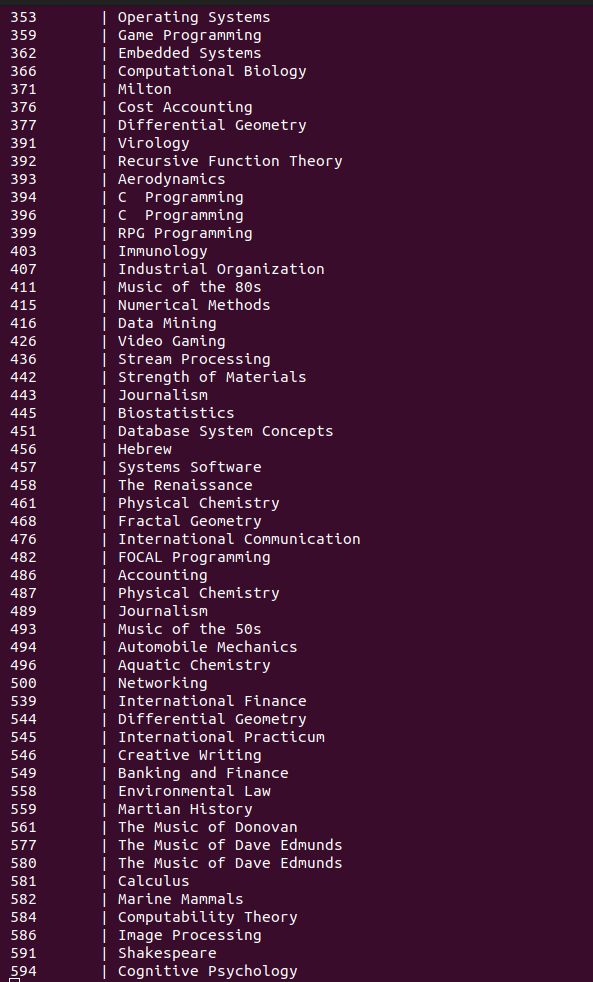 353       | Operating Systems
359       | Game Programming
362       | Embedded Systems
366       | Computational Biology
371       | Milton
376       | Cost Accounting
377       | Differential Geometry
391       | Virology
392       | Recursive Function Theory
393       | Aerodynamics
394       | C  Programming
396       | C  Programming
399       | RPG Programming
403       | Immunology
407       | Industrial Organization
411       | Music of the 80s
415       | Numerical Methods
416       | Data Mining
426       | Video Gaming
436       | Stream Processing
442       | Strength of Materials
443       | Journalism
445       | Biostatistics
451       | Database System Concepts
456       | Hebrew
457       | Systems Software
458       | The Renaissance
461       | Physical Chemistry
468       | Fractal Geometry
476       | International Communication
482       | FOCAL Programming
486       | Accounting
487       | Physical Chemistry
489       | Journalism
493       | Music of the 50s
494       | Automobile Mechanics
496       | Aquatic Chemistry
500       | Networking
539       | International Finance
544       | Differential Geometry
545       | International Practicum
546       | Creative Writing
549       | Banking and Finance
558       | Environmental Law
559       | Martian History
561       | The Music of Donovan
577       | The Music of Dave Edmunds
580       | The Music of Dave Edmunds
581       | Calculus
582       | Marine Mammals
584       | Computability Theory
586       | Image Processing
591       | Shakespeare
594       | Cognitive Psychology